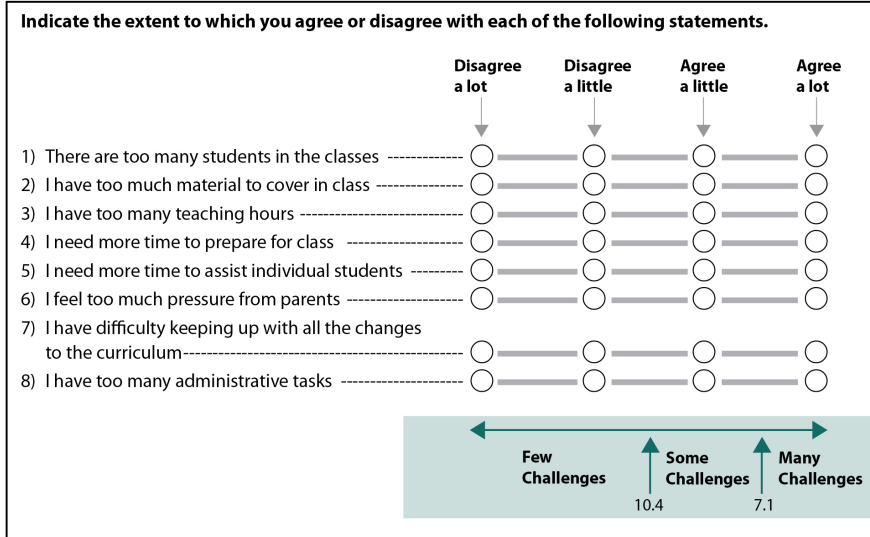 Indicate the extent to which you agree or disagree with each of the following statements.
Disagree a lot
Disagree a little
Agree a little
Agree a lot
1) There are too many students in the classes
2) I have too much material to cover in class
3) I have too many teaching hours
4) I need more time to prepare for class
5) I need more time to assist individual students
6) I feel too much pressure from parents
7) I have difficulty keeping up with all the changes
to the curriculum
8) I have too many administrative tasks
Few Challenges
Some Challenges
Many Challenges
10.4
7.1